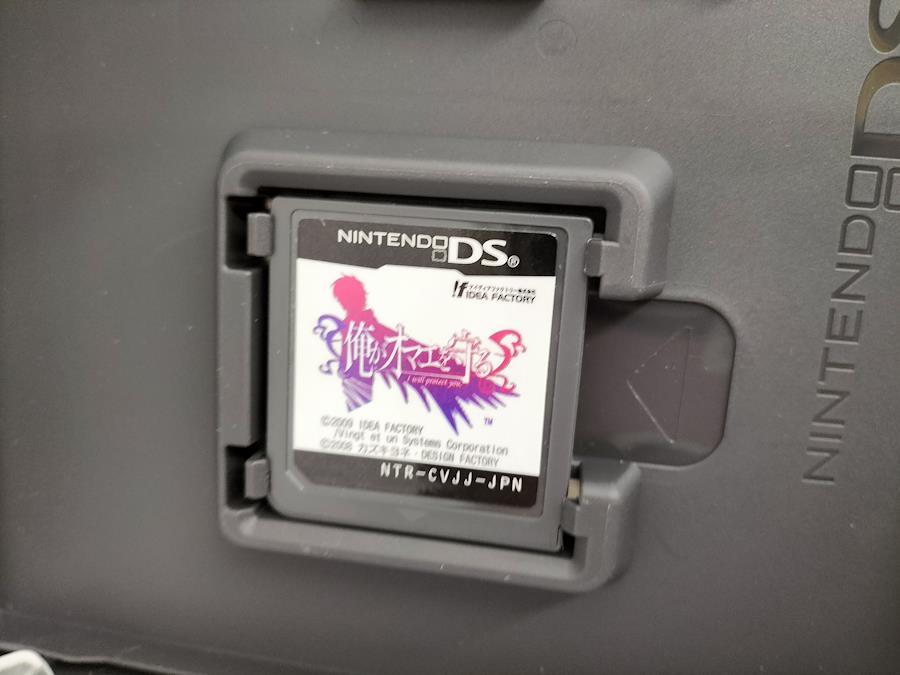 NINTENDO DS®
アイディアファクトリー株式会社
IF IDEA FACTORY
俺がオマエを守る
I will protect you.
™
©2009 IDEA FACTORY
/Vingt et un Systems Corporation
©2008 カズキヨネ・DESIGN FACTORY
NTR-CVJJ-JPN
NINTENDO DS